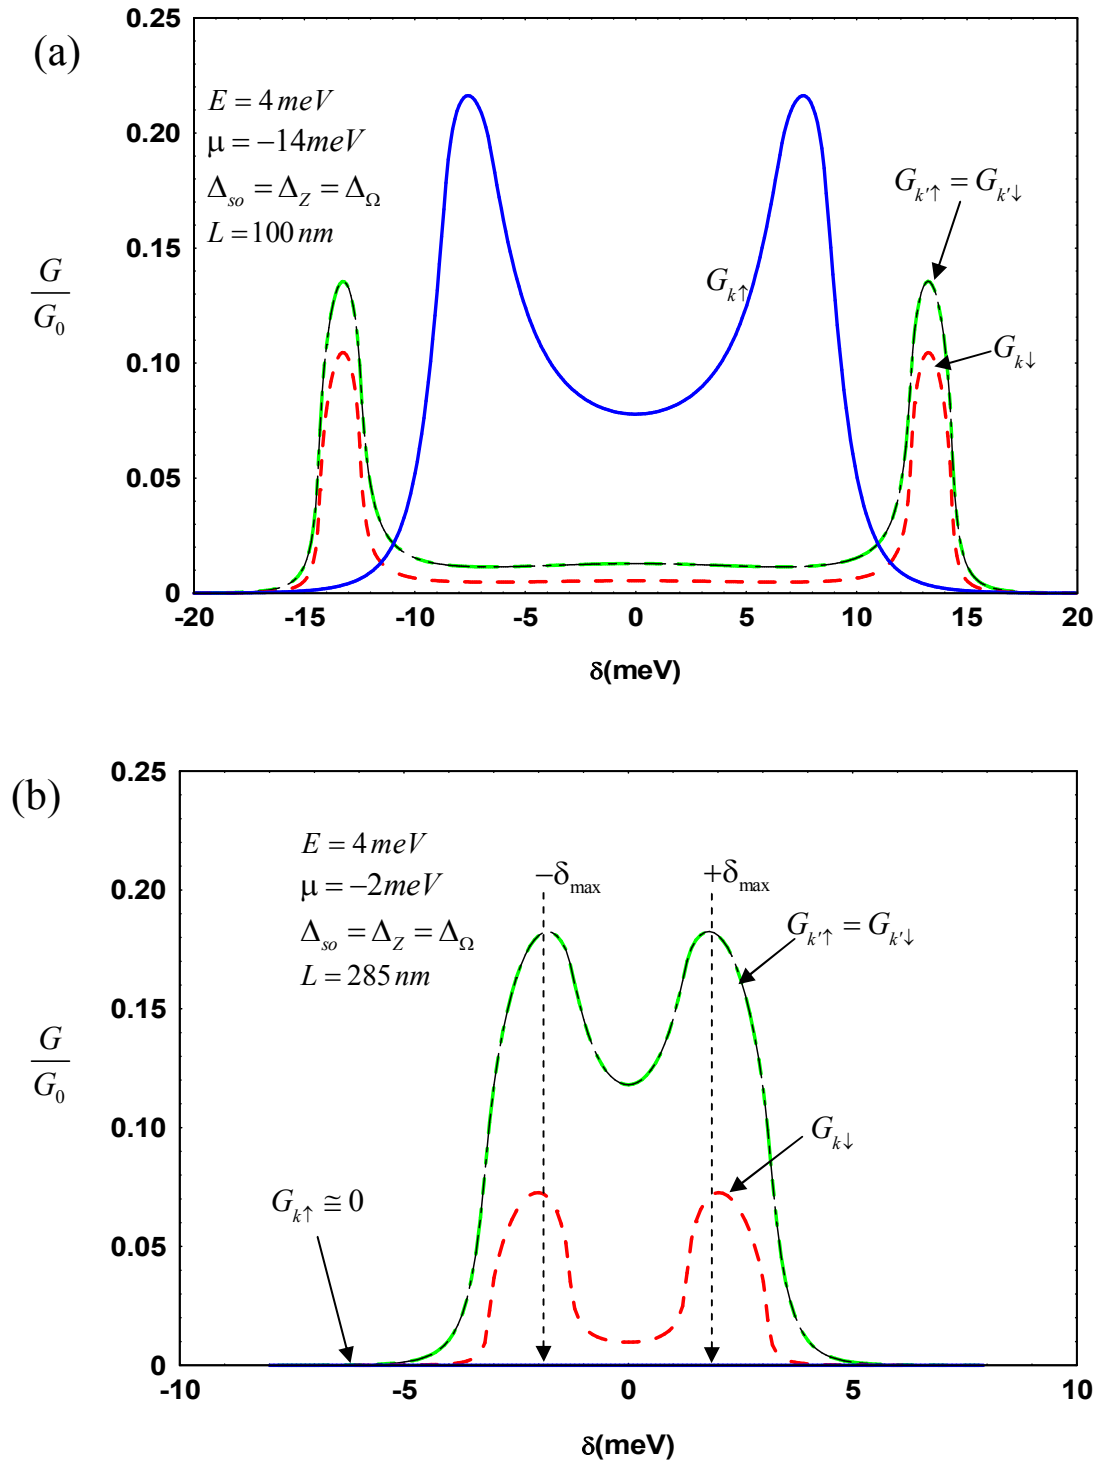 (a)
0.25
0.20
0.15
0.10
0.05
0
G/G₀
E = 4 meV
μ = −14meV
Δso = ΔZ = ΔΩ
L = 100 nm
Gk↑
Gk'↑ = Gk'↓
Gk↓
-20 -15 -10 -5 0 5 10 15 20
δ(meV)
(b)
0.25
0.20
0.15
0.10
0.05
0
G/G₀
E = 4 meV
μ = −2meV
Δso = ΔZ = ΔΩ
L = 285 nm
−δmax
+δmax
Gk'↑ = Gk'↓
Gk↓
Gk↑ ≅ 0
-10 -5 0 5 10
δ(meV)